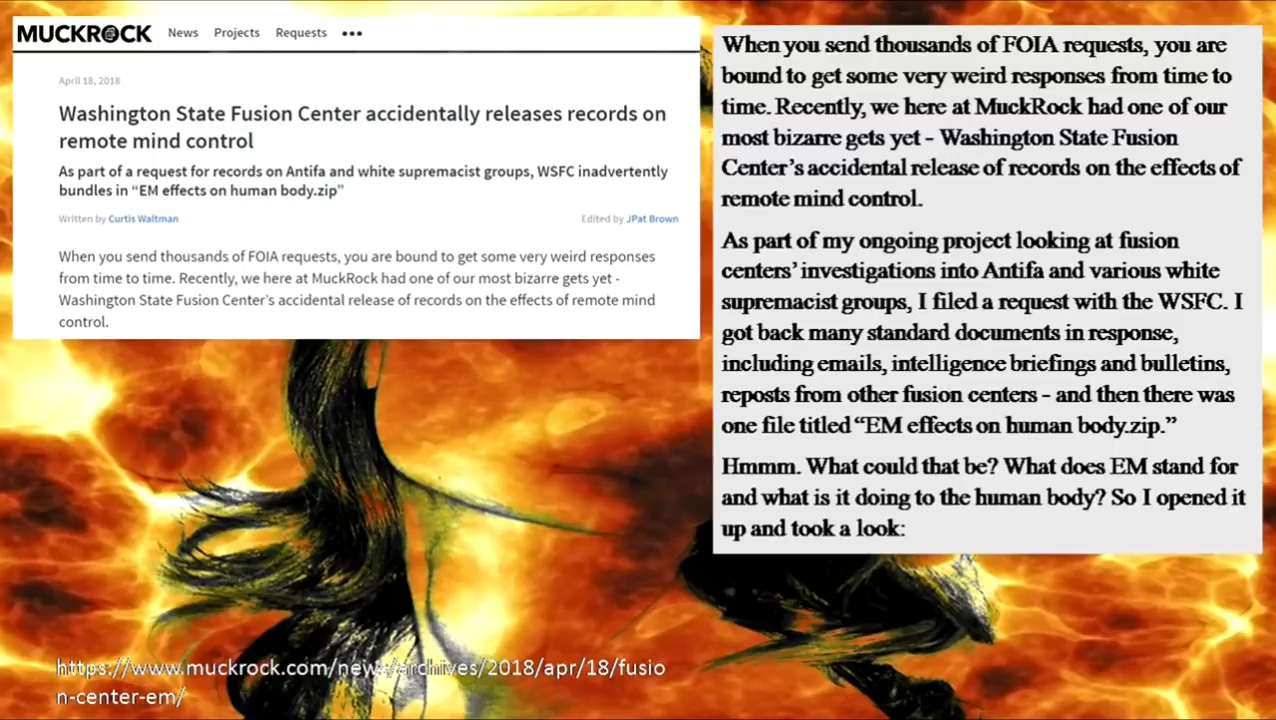 MUCKROCK News Projects Requests •••
April 18, 2018
Washington State Fusion Center accidentally releases records on
remote mind control
As part of a request for records on Antifa and white supremacist groups, WSFC inadvertently
bundles in “EM effects on human body.zip”
Written by Curtis Waltman Edited by JPat Brown
When you send thousands of FOIA requests, you are bound to get some very weird responses
from time to time. Recently, we here at MuckRock had one of our most bizarre gets yet -
Washington State Fusion Center’s accidental release of records on the effects of remote mind
control.
When you send thousands of FOIA requests, you are
bound to get some very weird responses from time to
time. Recently, we here at MuckRock had one of our
most bizarre gets yet - Washington State Fusion
Center’s accidental release of records on the effects of
remote mind control.
As part of my ongoing project looking at fusion
centers’ investigations into Antifa and various white
supremacist groups, I filed a request with the WSFC. I
got back many standard documents in response,
including emails, intelligence briefings and bulletins,
reposts from other fusion centers - and then there was
one file titled “EM effects on human body.zip.”
Hmmm. What could that be? What does EM stand for
and what is it doing to the human body? So I opened it
up and took a look:
https://www.muckrock.com/news/archives/2018/apr/18/fusio
n-center-em/